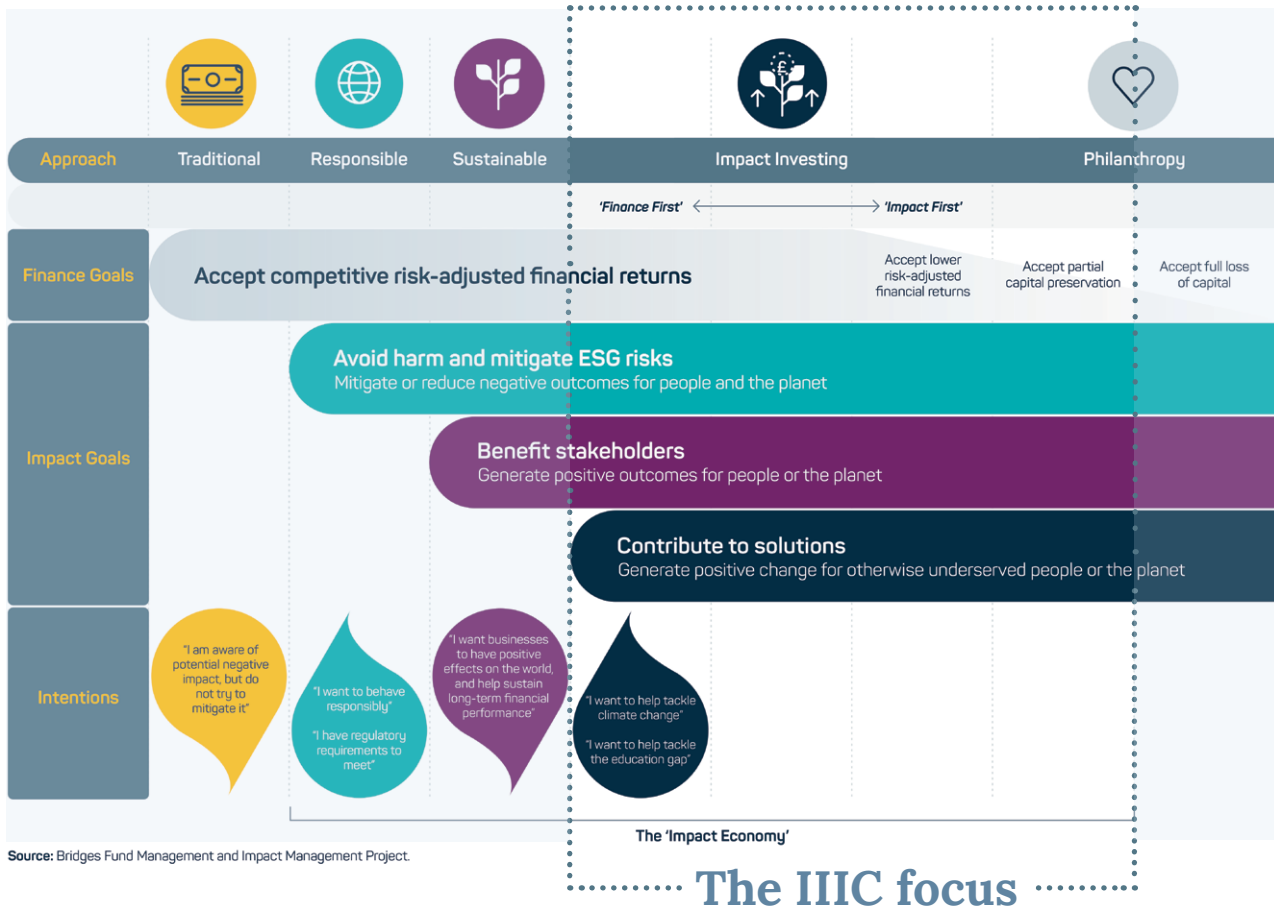 £
Approach
Traditional
Responsible
Sustainable
Impact Investing
Philanthropy
'Finance First'
'Impact First'
Finance Goals
Accept competitive risk-adjusted financial returns
Accept lower
risk-adjusted
financial returns
Accept partial
capital preservation
Accept full loss
of capital
Impact Goals
Avoid harm and mitigate ESG risks
Mitigate or reduce negative outcomes for people and the planet
Benefit stakeholders
Generate positive outcomes for people or the planet
Contribute to solutions
Generate positive change for otherwise underserved people or the planet
Intentions
"I am aware of
potential negative
impact, but do
not try to
mitigate it"
"I want to behave
responsibly"
"I have regulatory
requirements to
meet"
"I want businesses
to have positive
effects on the world,
and help sustain
long-term financial
performance"
"I want to help tackle
climate change"
"I want to help tackle
the education gap"
The 'Impact Economy'
Source: Bridges Fund Management and Impact Management Project.
The IIIC focus